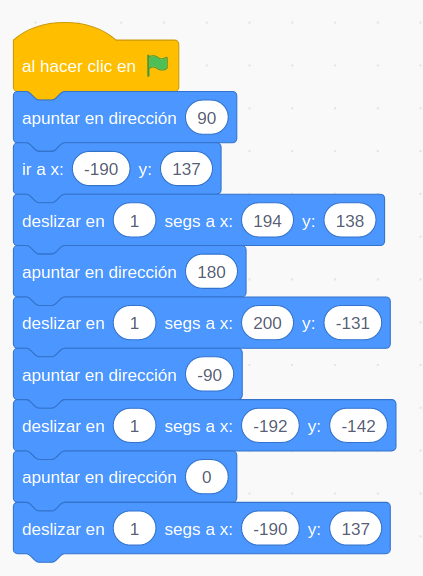 al hacer clic en
apuntar en dirección 90
ir a x: -190 y: 137
deslizar en 1 segs a x: 194 y: 138
apuntar en dirección 180
deslizar en 1 segs a x: 200 y: -131
apuntar en dirección -90
deslizar en 1 segs a x: -192 y: -142
apuntar en dirección 0
deslizar en 1 segs a x: -190 y: 137